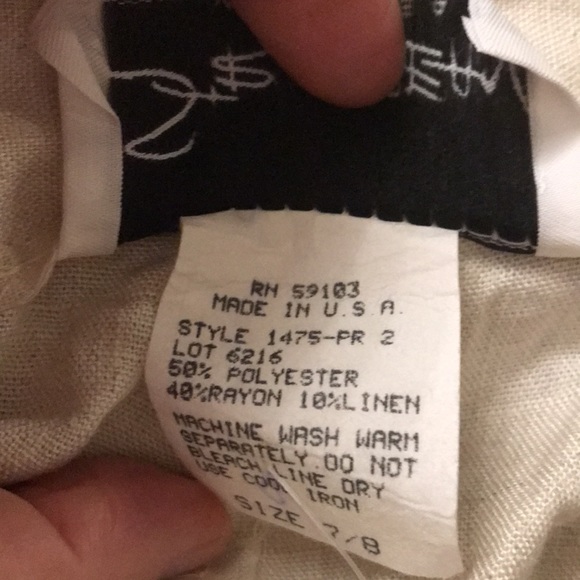 RN 59103
MADE IN U.S.A.
STYLE 1475-PR 2
LOT 6216
50% POLYESTER
40%RAYON 10%LINEN
MACHINE WASH WARM
SEPARATELY.DO NOT
BLEACH LINE DRY
USE COOL IRON
SIZE 7/8